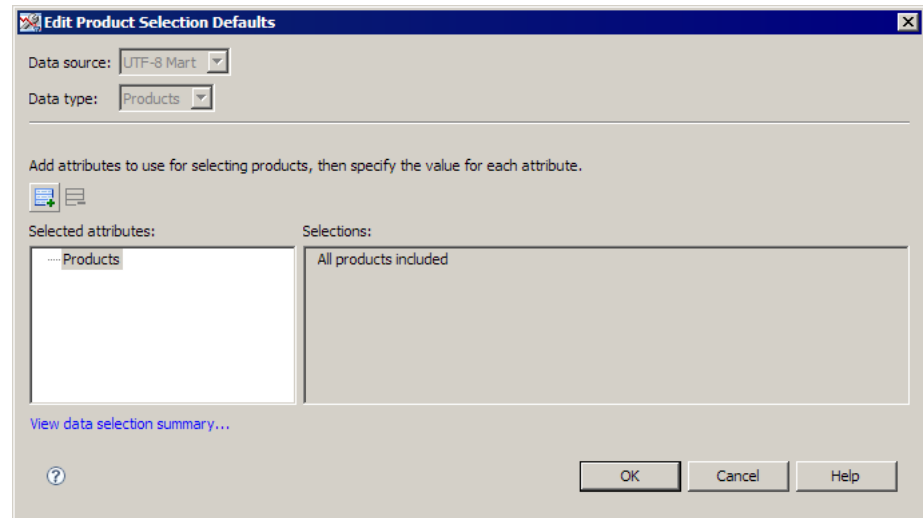 Edit Product Selection Defaults
Data source: UTF-8 Mart
Data type: Products
Add attributes to use for selecting products, then specify the value for each attribute.
Selected attributes: Selections:
Products All products included
View data selection summary...
? OK Cancel Help